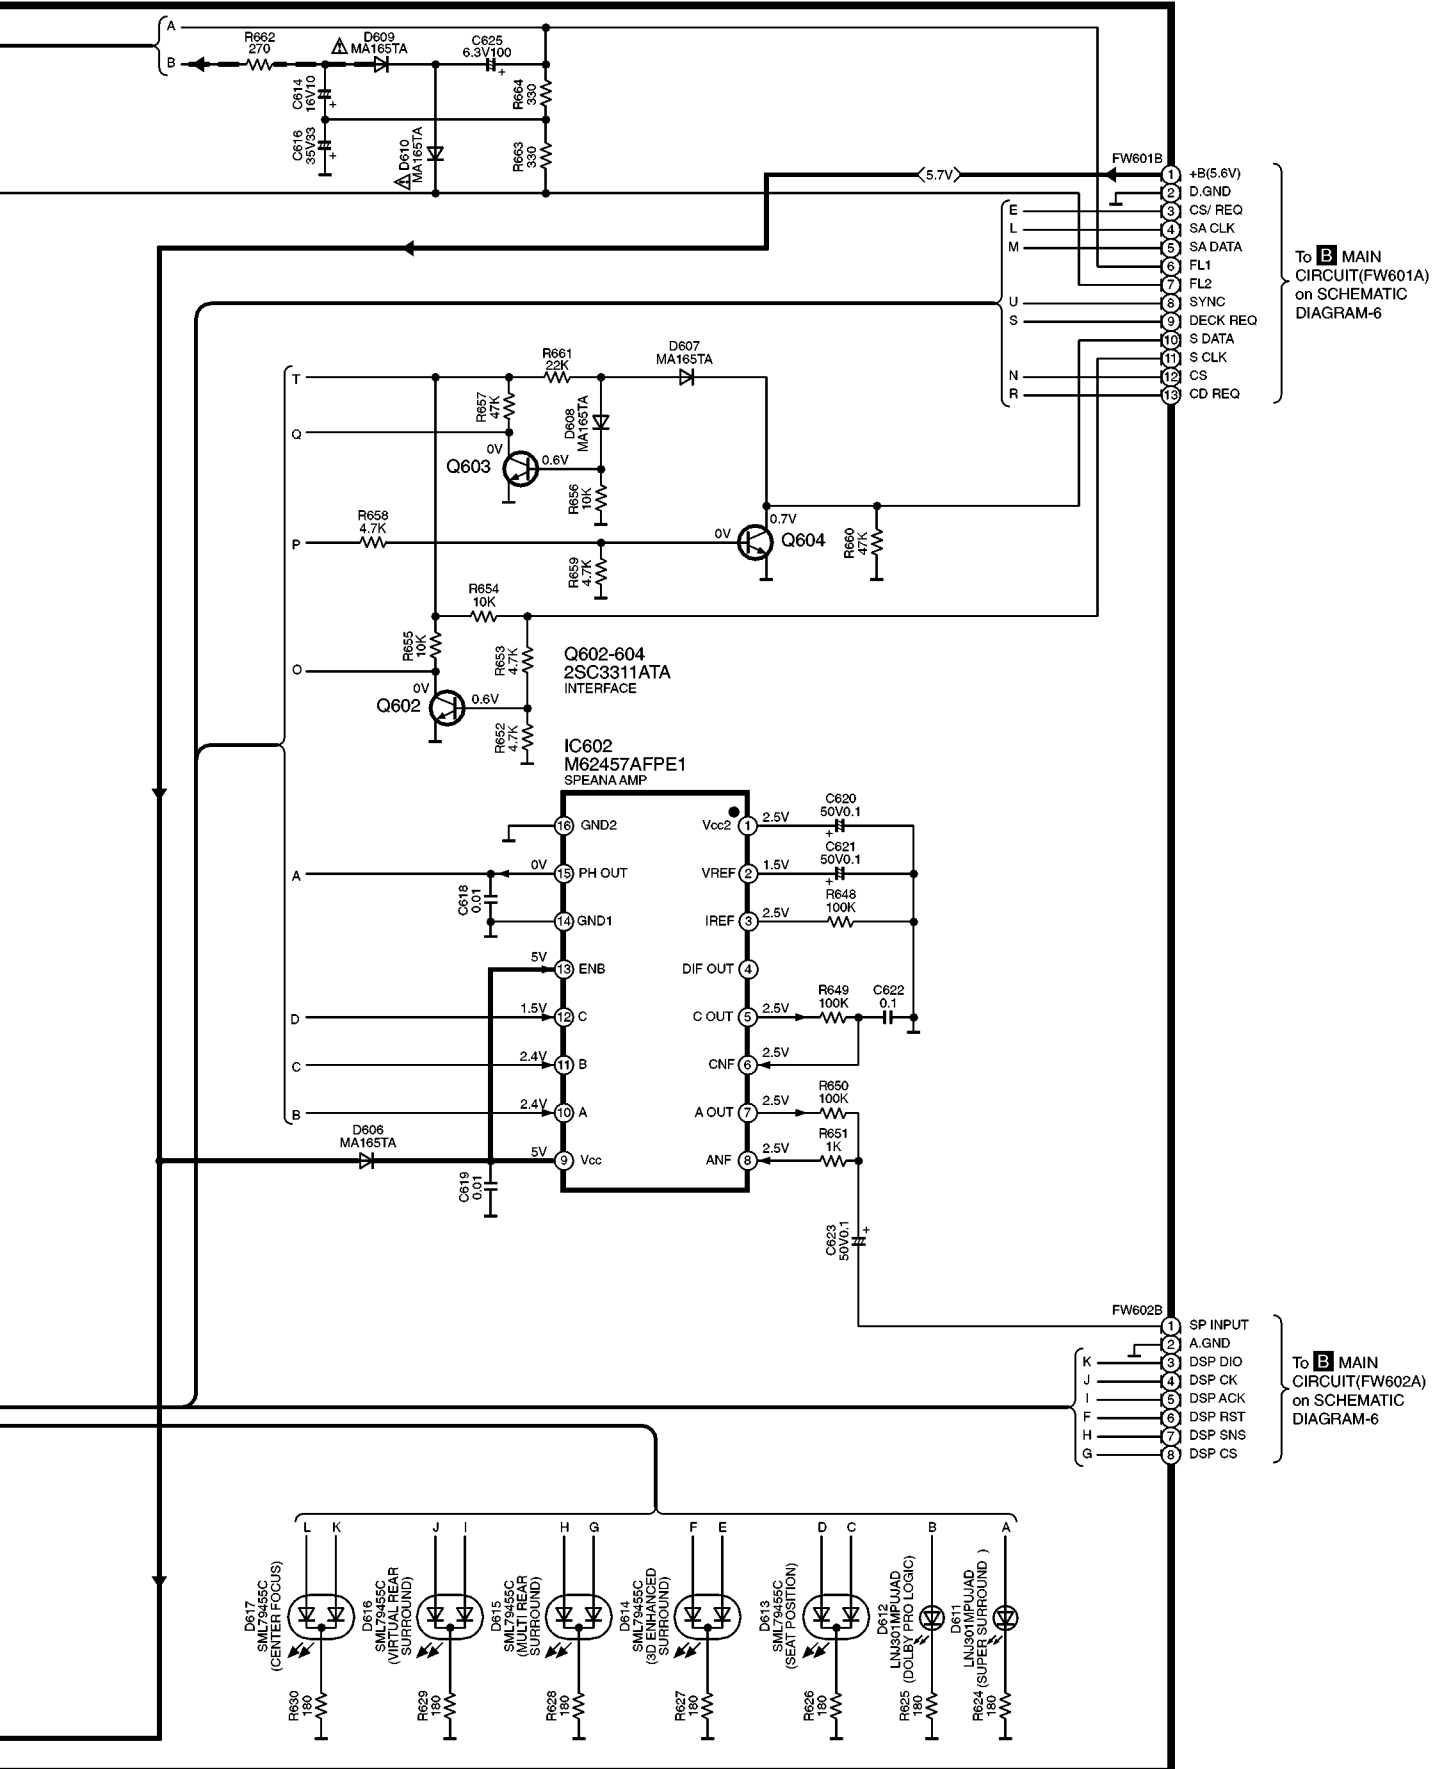 A
R662
270
D609
MA165TA
C625
6.3V100
+
B
C614
16V10
+
R664
330
C616
35V33
+
D610
MA165TA
R663
330
FW601B
5.7V
1 +B(5.6V)
2 D.GND
E 3 CS/ REQ
L 4 SA CLK
M 5 SA DATA
6 FL1
7 FL2
U 8 SYNC
S 9 DECK REQ
10 S DATA
11 S CLK
N 12 CS
R 13 CD REQ
To B MAIN
CIRCUIT(FW601A)
on SCHEMATIC
DIAGRAM-6
T
R661
22K
D607
MA165TA
R657
47K
D608
MA165TA
Q
0V
Q603
0.6V
R656
10K
R658
4.7K
P
0V
0.7V
Q604
R659
4.7K
R660
47K
R654
10K
R655
10K
R653
4.7K
O
0V
Q602
0.6V
R652
4.7K
Q602-604
2SC3311ATA
INTERFACE
IC602
M62457AFPE1
SPEANA AMP
16 GND2
Vcc2 1 2.5V
C620
50V0.1
+
A
0V
15 PH OUT
VREF 2 1.5V
C621
50V0.1
+
C618
0.01
14 GND1
IREF 3 2.5V
R648
100K
5V
13 ENB
DIF OUT 4
D
1.5V
12 C
C OUT 5 2.5V
R649
100K
C622
0.1
C
2.4V
11 B
CNF 6 2.5V
B
2.4V
10 A
A OUT 7 2.5V
R650
100K
D606
MA165TA
5V
9 Vcc
ANF 8 2.5V
R651
1K
C619
0.01
C623
50V0.1
+
FW602B
1 SP INPUT
2 A.GND
K 3 DSP DIO
J 4 DSP CK
I 5 DSP ACK
F 6 DSP RST
H 7 DSP SNS
G 8 DSP CS
To B MAIN
CIRCUIT(FW602A)
on SCHEMATIC
DIAGRAM-6
L K J I H G F E D C B A
D617
SML79455C
(CENTER FOCUS)
D616
SML79455C
(VIRTUAL REAR
SURROUND)
D615
SML79455C
(MULTI REAR
SURROUND)
D614
SML79455C
(3D ENHANCED
SURROUND)
D613
SML79455C
(SEAT POSITION)
D612
LNJ301MPUJAD
(DOLBY PRO LOGIC)
D611
LNJ301MPUJAD
(SUPER SURROUND )
R630
180
R629
180
R628
180
R627
180
R626
180
R625
180
R624
180